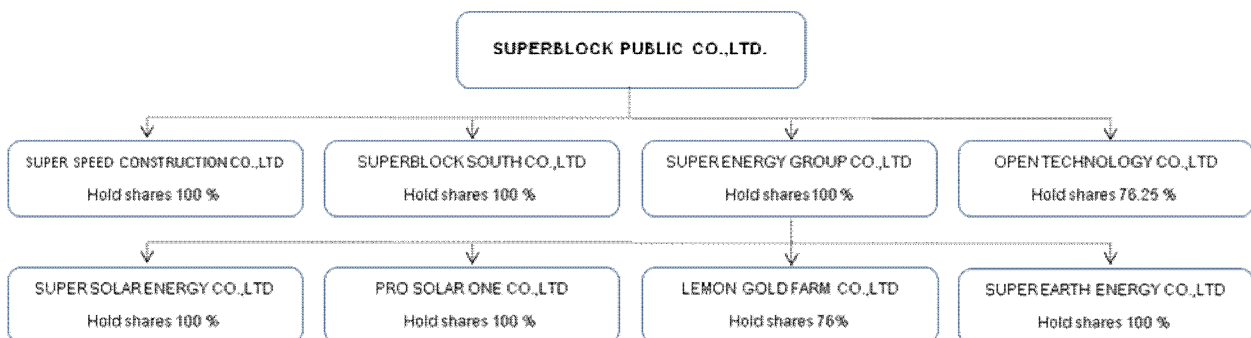 SUPERBLOCK PUBLIC CO.,LTD.
SUPER SPEED CONSTRUCTION CO.,LTD
Hold shares 100 %
SUPERBLOCK SOUTH CO.,LTD
Hold shares 100 %
SUPER ENERGY GROUP CO.,LTD
Hold shares 100 %
OPEN TECHNOLOGY CO.,LTD
Hold shares 76.25 %
SUPER SOLAR ENERGY CO.,LTD
Hold shares 100 %
PRO SOLAR ONE CO.,LTD
Hold shares 100 %
LEMON GOLD FARM CO.,LTD
Hold shares 76%
SUPER EARTH ENERGY CO.,LTD
Hold shares 100 %